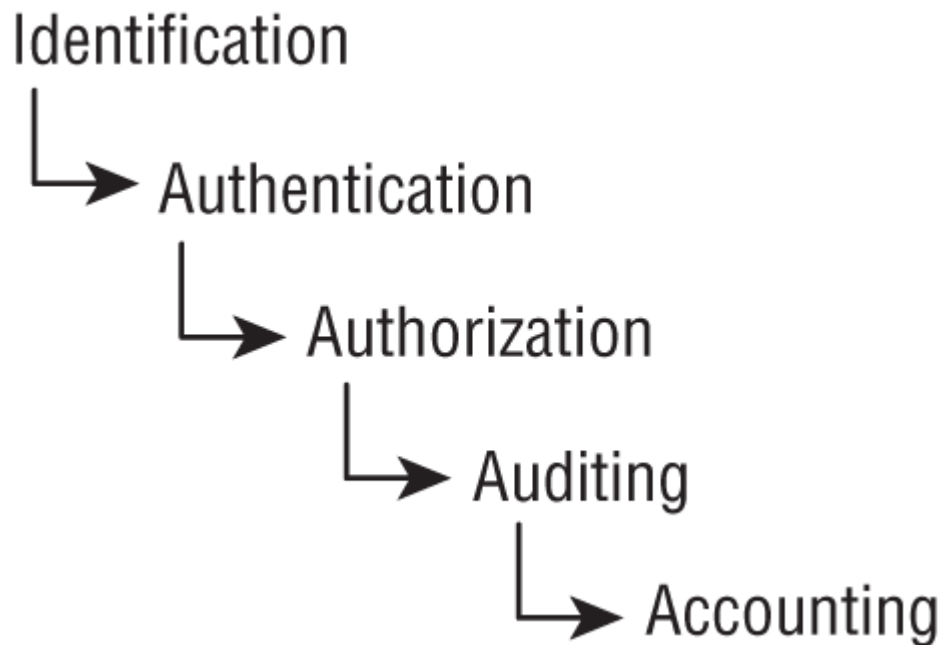 Identification
Authentication
Authorization
Auditing
Accounting